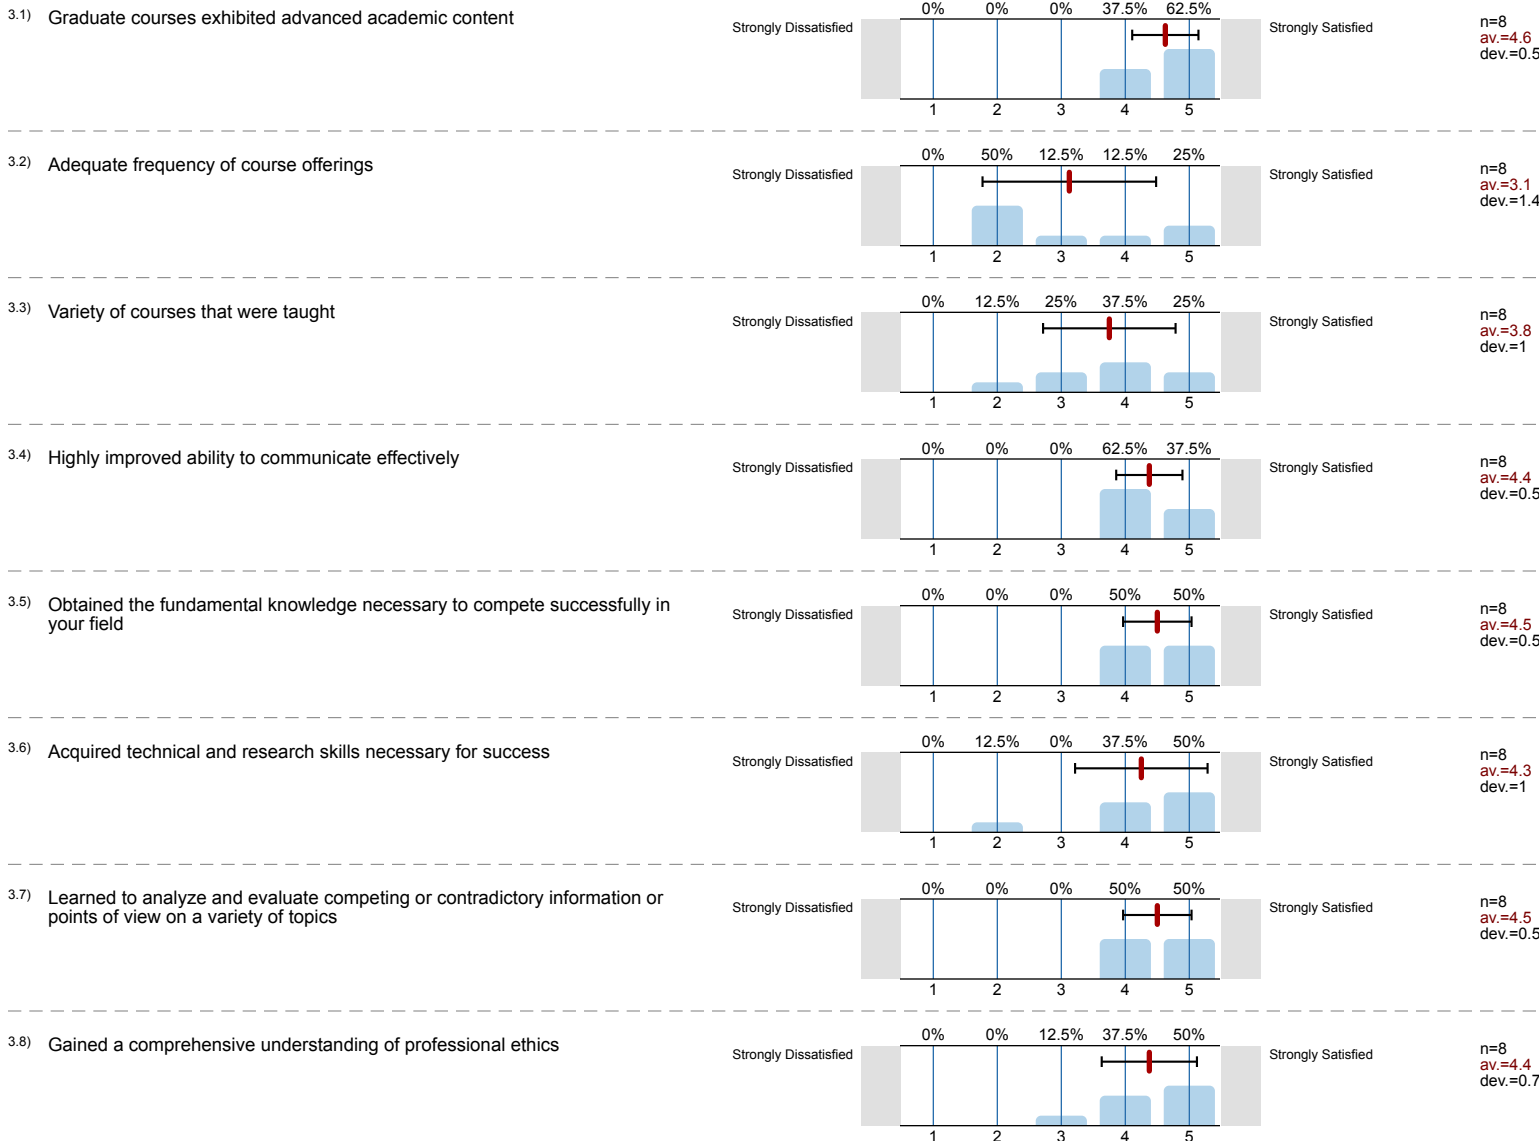 3.1) Graduate courses exhibited advanced academic content
0% 0% 0% 37.5% 62.5%
Strongly Dissatisfied Strongly Satisfied
n=8
av.=4.6
dev.=0.5
1 2 3 4 5
3.2) Adequate frequency of course offerings
0% 50% 12.5% 12.5% 25%
Strongly Dissatisfied Strongly Satisfied
n=8
av.=3.1
dev.=1.4
1 2 3 4 5
3.3) Variety of courses that were taught
0% 12.5% 25% 37.5% 25%
Strongly Dissatisfied Strongly Satisfied
n=8
av.=3.8
dev.=1
1 2 3 4 5
3.4) Highly improved ability to communicate effectively
0% 0% 0% 62.5% 37.5%
Strongly Dissatisfied Strongly Satisfied
n=8
av.=4.4
dev.=0.5
1 2 3 4 5
3.5) Obtained the fundamental knowledge necessary to compete successfully in
your field
0% 0% 0% 50% 50%
Strongly Dissatisfied Strongly Satisfied
n=8
av.=4.5
dev.=0.5
1 2 3 4 5
3.6) Acquired technical and research skills necessary for success
0% 12.5% 0% 37.5% 50%
Strongly Dissatisfied Strongly Satisfied
n=8
av.=4.3
dev.=1
1 2 3 4 5
3.7) Learned to analyze and evaluate competing or contradictory information or
points of view on a variety of topics
0% 0% 0% 50% 50%
Strongly Dissatisfied Strongly Satisfied
n=8
av.=4.5
dev.=0.5
1 2 3 4 5
3.8) Gained a comprehensive understanding of professional ethics
0% 0% 12.5% 37.5% 50%
Strongly Dissatisfied Strongly Satisfied
n=8
av.=4.4
dev.=0.7
1 2 3 4 5